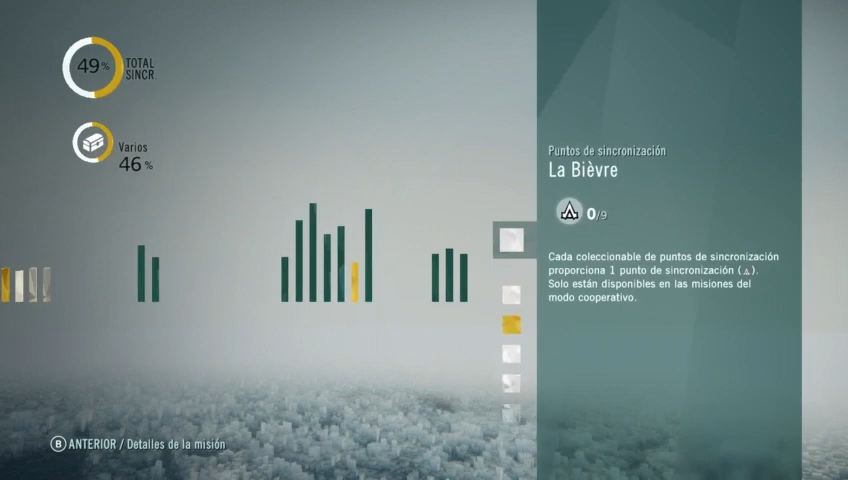 49%
TOTAL
SINCR.
Varios
46%
Puntos de sincronización
La Bièvre
0/9
Cada coleccionable de puntos de sincronización
proporciona 1 punto de sincronización ( ).
Solo están disponibles en las misiones del
modo cooperativo.
B ANTERIOR / Detalles de la misión